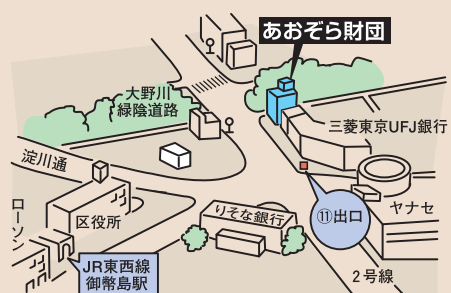 あおぞら財団
大野川
緑陰道路
三菱東京UFJ銀行
淀川通
りそな銀行
⑪出口
ヤナセ
ローソン
区役所
JR東西線
御幣島駅
2号線